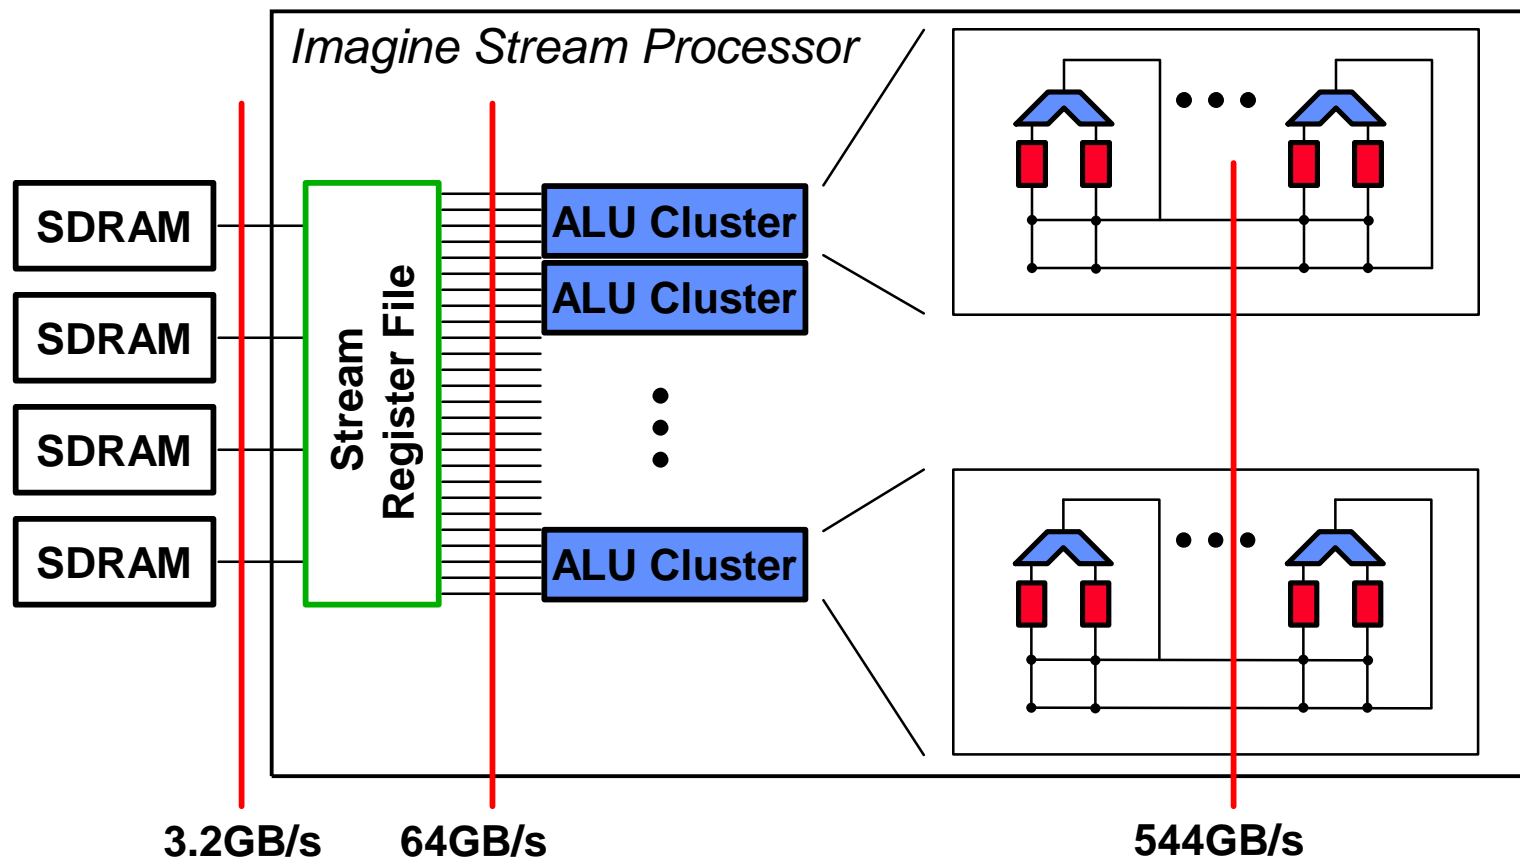 Imagine Stream Processor
SDRAM
SDRAM
SDRAM
SDRAM
Stream
Register File
ALU Cluster
ALU Cluster
ALU Cluster
3.2GB/s
64GB/s
544GB/s